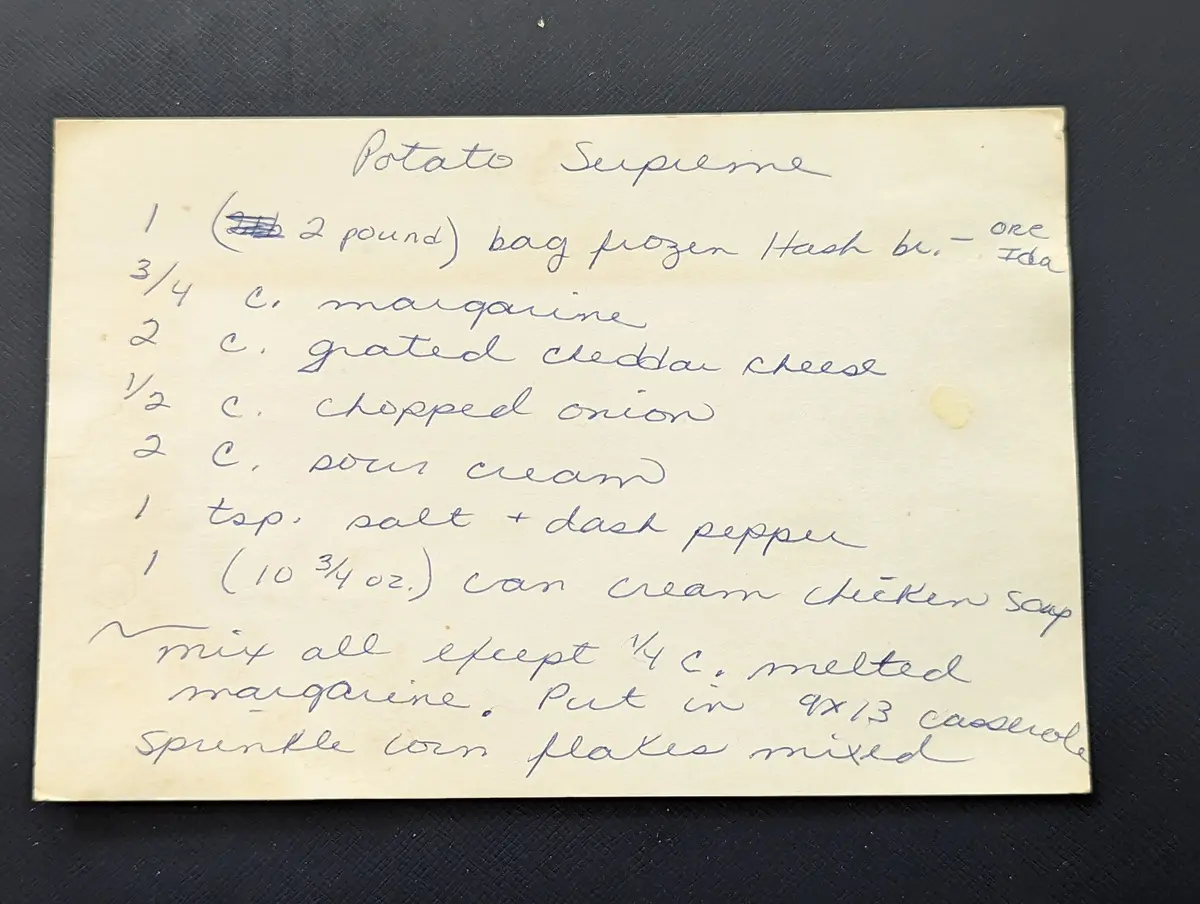 Potato Supreme
1 (2 pound) bag frozen Hash br. - ore Ida
3/4 c. margarine
2 c. grated cheddar cheese
1/2 c. chopped onion
2 c. sour cream
1 tsp. salt + dash pepper
1 (10 3/4 oz.) can cream chicken soup
mix all except 1/4 c. melted
margarine. Put in 9x13 casserole
Sprinkle corn flakes mixed